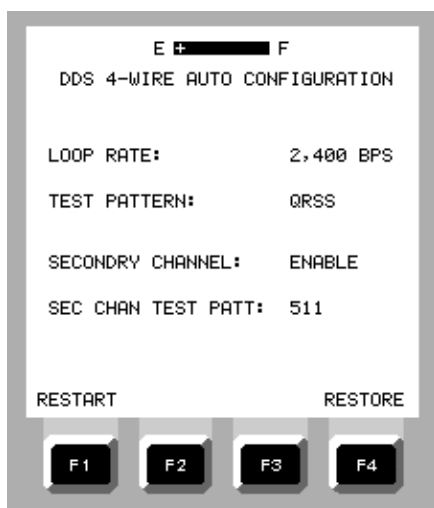 E + F
DDS 4-WIRE AUTO CONFIGURATION
LOOP RATE: 2,400 BPS
TEST PATTERN: QRSS
SECONDRY CHANNEL: ENABLE
SEC CHAN TEST PATT: 511
RESTART RESTORE
F1 F2 F3 F4